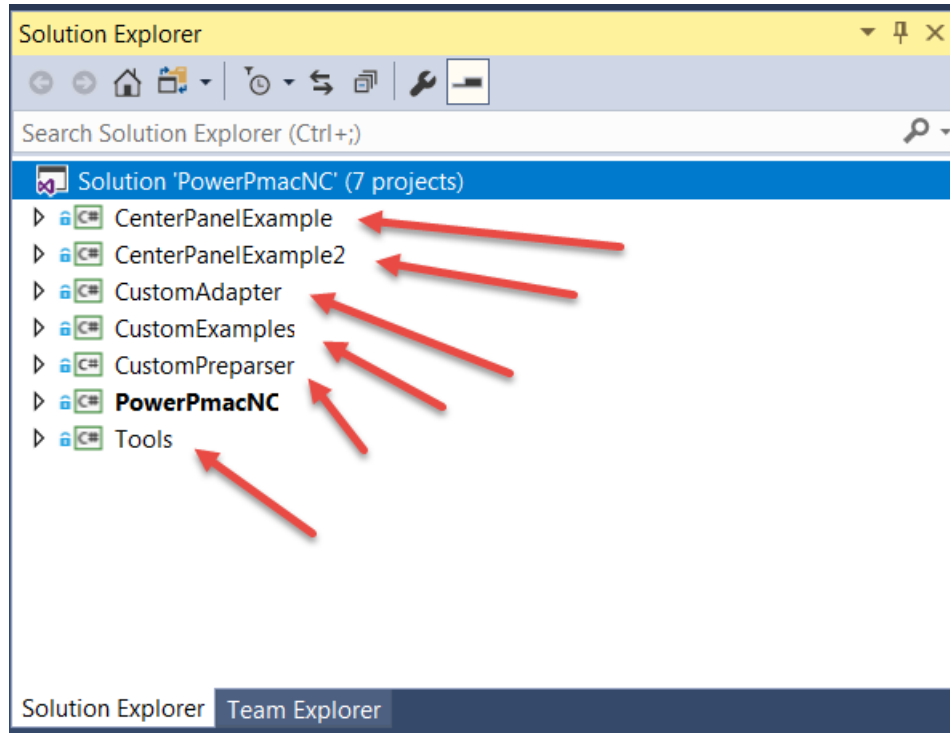 Solution Explorer
Search Solution Explorer (Ctrl+;)
Solution 'PowerPmacNC' (7 projects)
C# CenterPanelExample
C# CenterPanelExample2
C# CustomAdapter
C# CustomExamples
C# CustomPreparser
C# PowerPmacNC
C# Tools
Solution Explorer Team Explorer